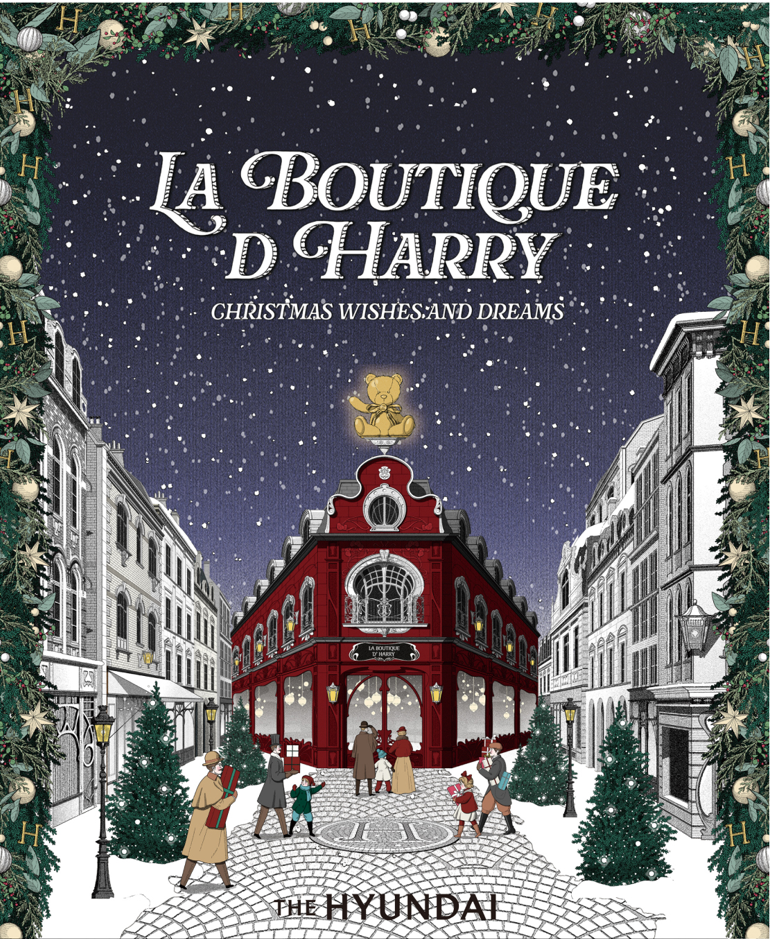 LA BOUTIQUE
D HARRY
CHRISTMAS WISHES AND DREAMS
LA BOUTIQUE
D' HARRY
H
THE HYUNDAI